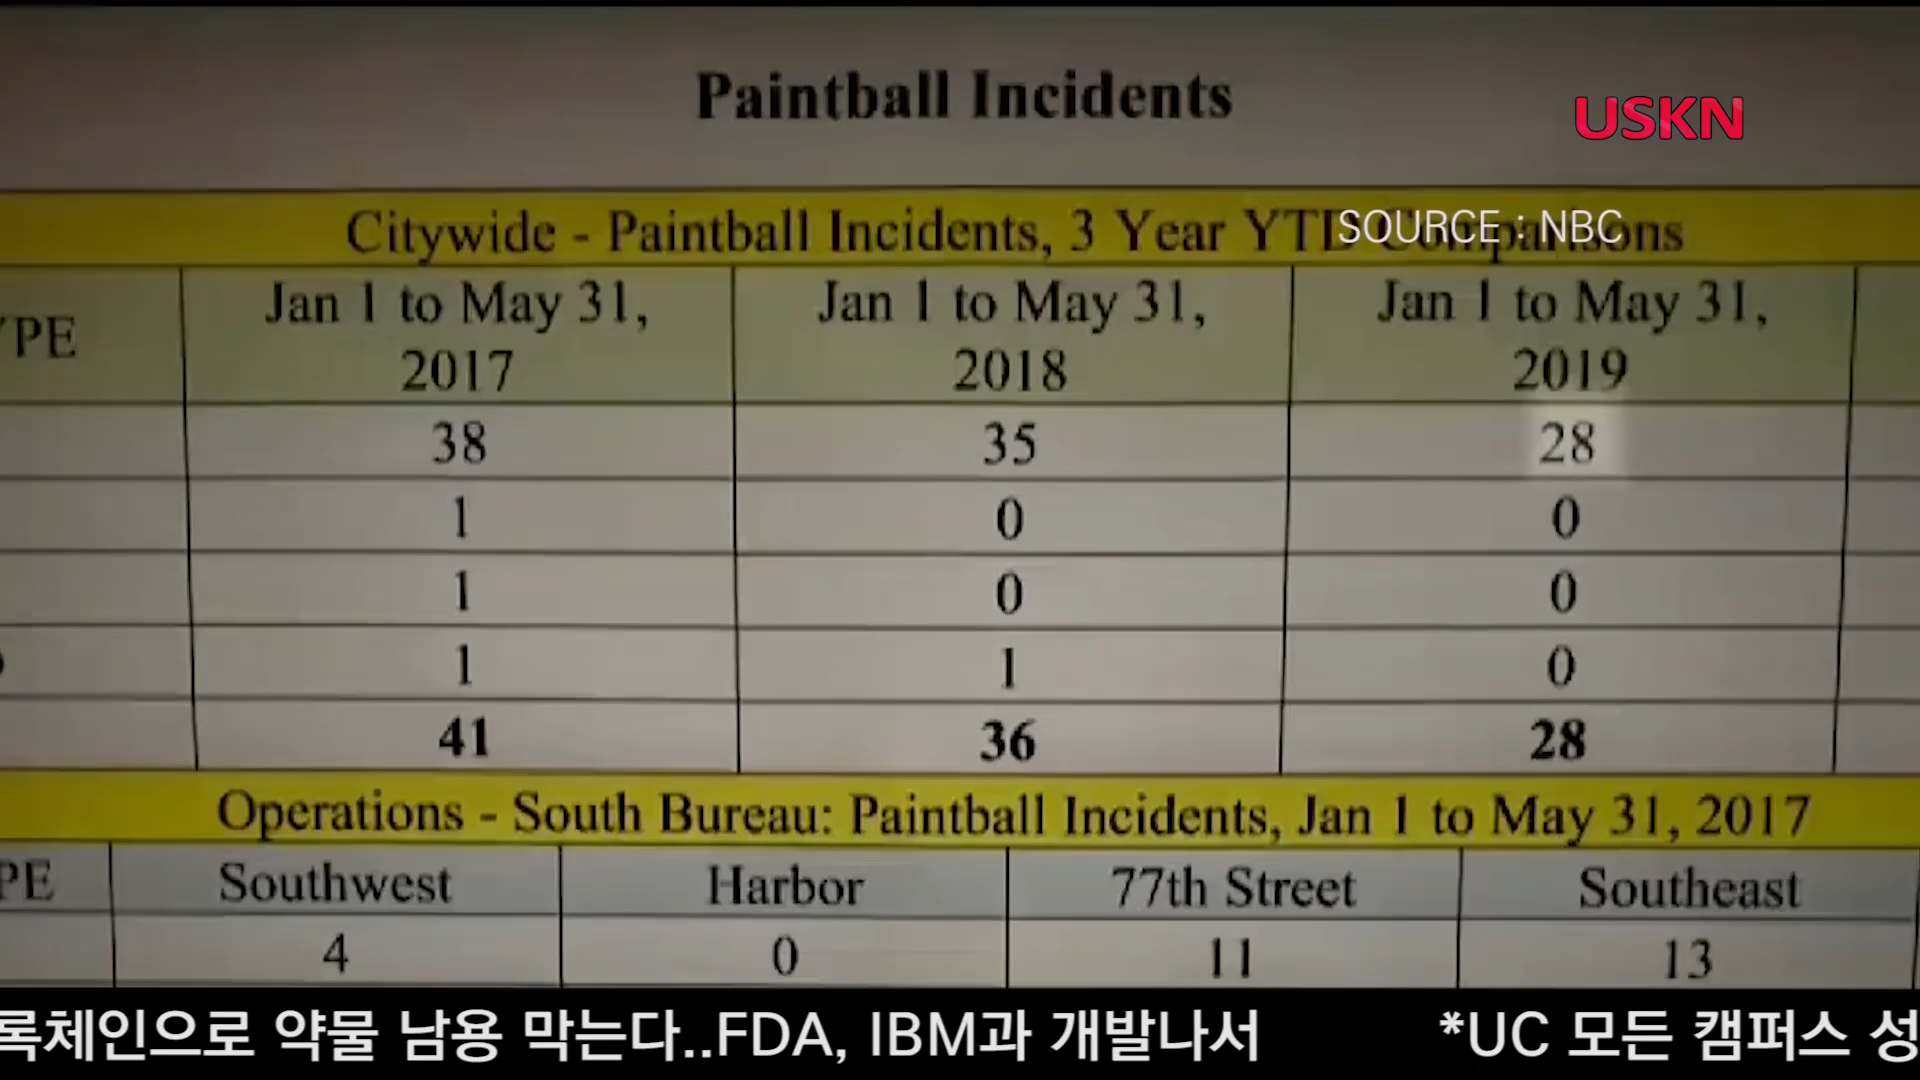 Paintball Incidents
USKN
Citywide - Paintball Incidents, 3 Year YTD Comparisons
SOURCE : NBC
YPE
Jan 1 to May 31, 2017
Jan 1 to May 31, 2018
Jan 1 to May 31, 2019
38 35 28
1 0 0
1 0 0
1 1 0
41 36 28
Operations - South Bureau: Paintball Incidents, Jan 1 to May 31, 2017
PE Southwest Harbor 77th Street Southeast
4 0 11 13
록체인으로 약물 남용 막는다..FDA, IBM과 개발나서 *UC 모든 캠퍼스 성